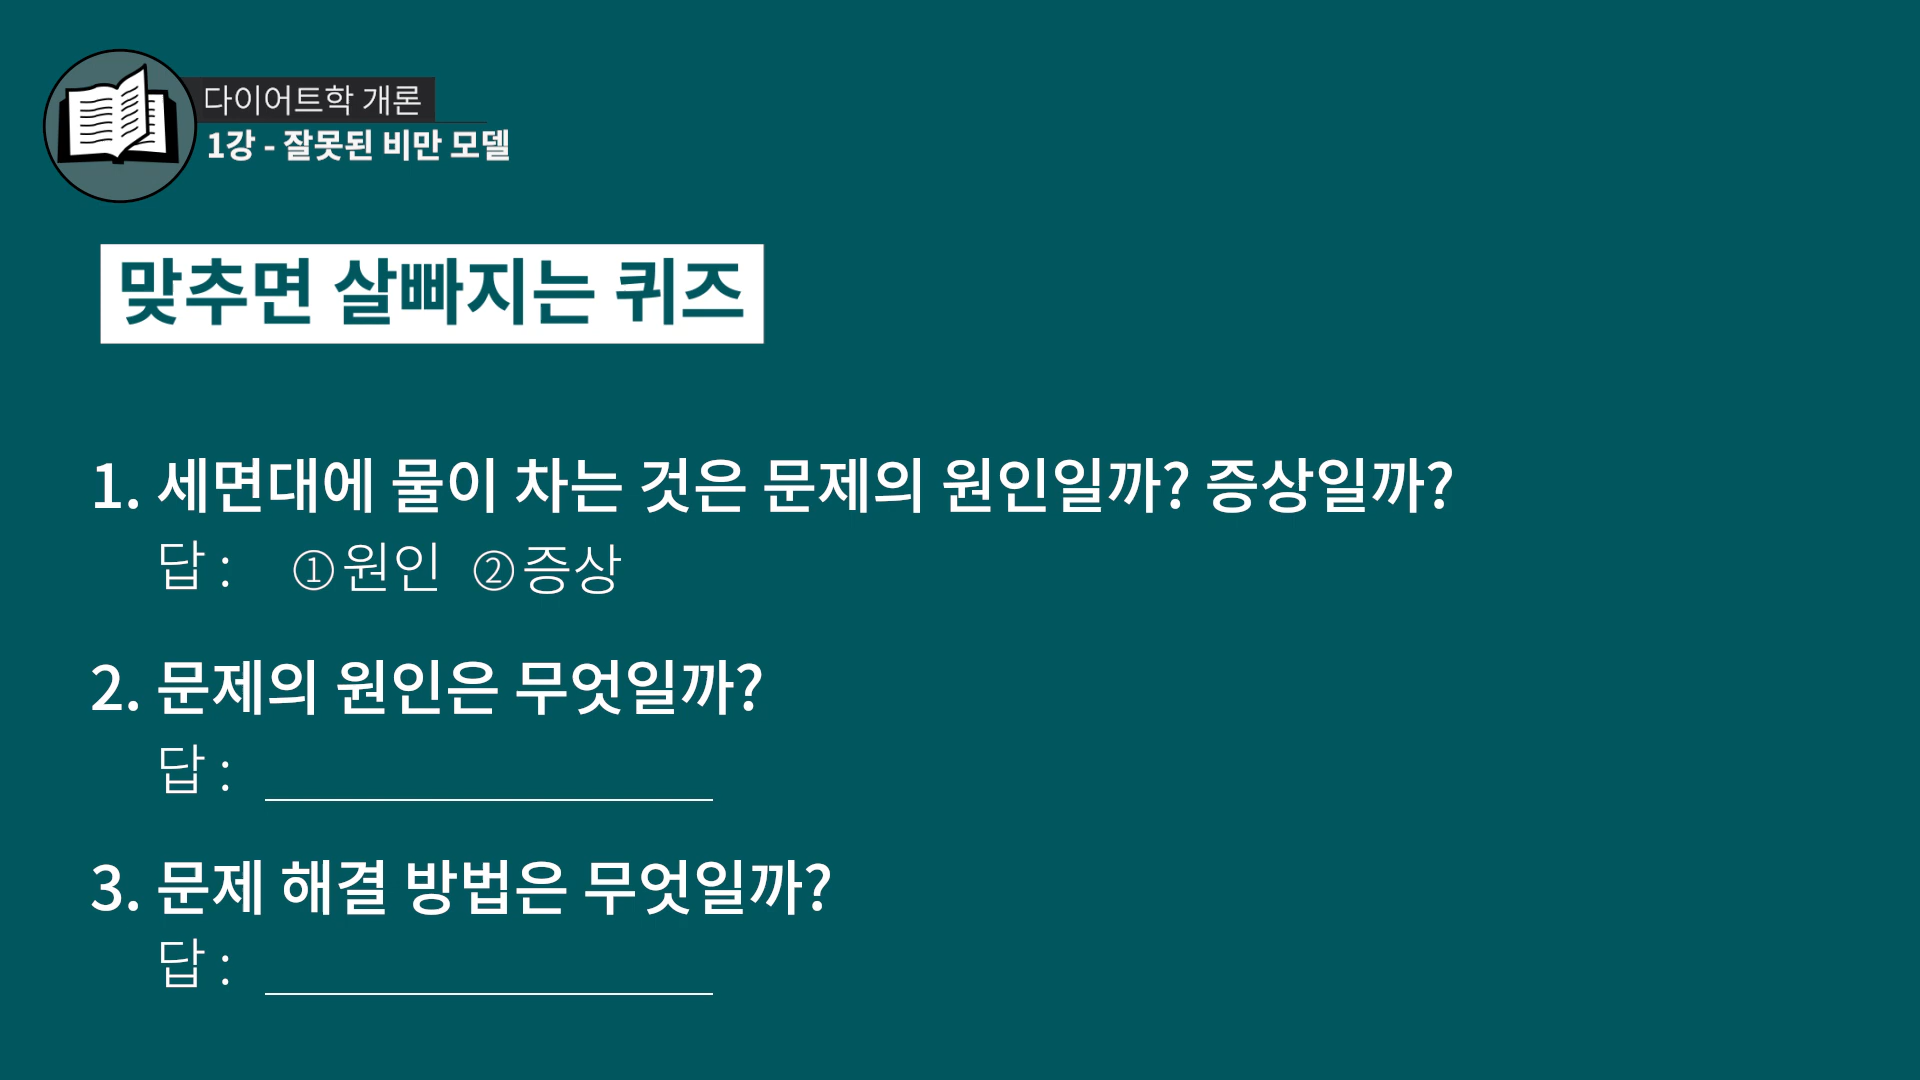 다이어트학 개론
1강 - 잘못된 비만 모델
맞추면 살빠지는 퀴즈
1. 세면대에 물이 차는 것은 문제의 원인일까? 증상일까?
답 : ①원인 ②증상
2. 문제의 원인은 무엇일까?
답 :
3. 문제 해결 방법은 무엇일까?
답 :